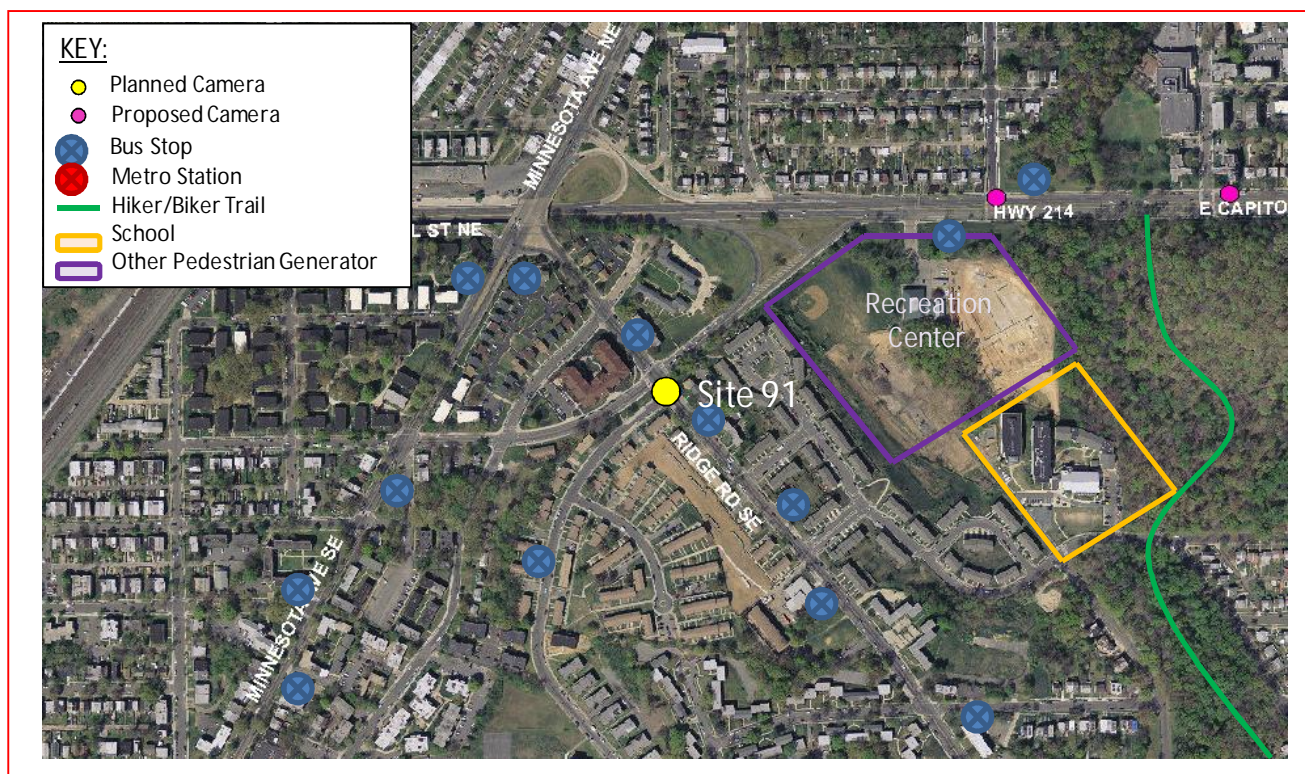 KEY:
Planned Camera
Proposed Camera
Bus Stop
Metro Station
Hiker/Biker Trail
School
Other Pedestrian Generator
MINNESOTA AVE NE
L ST NE
HWY 214
E CAPITO
Recreation
Center
Site 91
RIDGE RD SE
MINNESOTA AVE SE